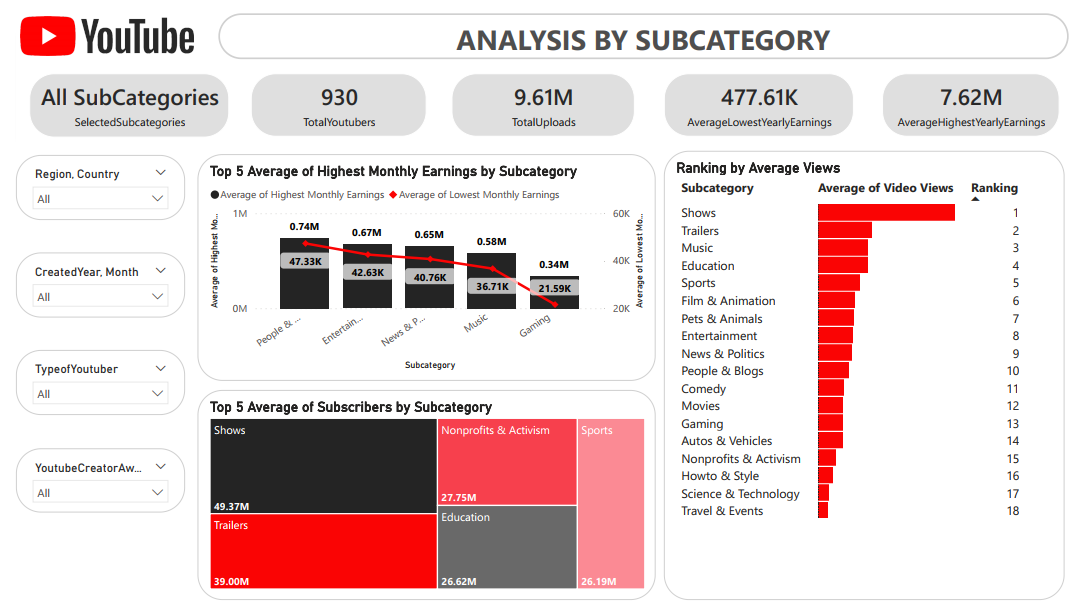 YouTube
ANALYSIS BY SUBCATEGORY
All SubCategories
SelectedSubcategories
930
TotalYoutubers
9.61M
TotalUploads
477.61K
AverageLowestYearlyEarnings
7.62M
AverageHighestYearlyEarnings
Region, Country
All
CreatedYear, Month
All
TypeofYoutuber
All
YoutubeCreatorAw...
All
Top 5 Average of Highest Monthly Earnings by Subcategory
Average of Highest Monthly Earnings Average of Lowest Monthly Earnings
Average of Highest Mo...
1M
0M
0.74M
0.67M
0.65M
0.58M
0.34M
47.33K
42.63K
40.76K
36.71K
21.59K
60K
40K
20K
Average of Lowest Mo...
People & ...
Entertain...
News & P...
Music
Gaming
Subcategory
Top 5 Average of Subscribers by Subcategory
Shows
49.37M
Trailers
39.00M
Nonprofits & Activism
27.75M
Education
26.62M
Sports
26.19M
Ranking by Average Views
Subcategory Average of Video Views Ranking
Shows 1
Trailers 2
Music 3
Education 4
Sports 5
Film & Animation 6
Pets & Animals 7
Entertainment 8
News & Politics 9
People & Blogs 10
Comedy 11
Movies 12
Gaming 13
Autos & Vehicles 14
Nonprofits & Activism 15
Howto & Style 16
Science & Technology 17
Travel & Events 18